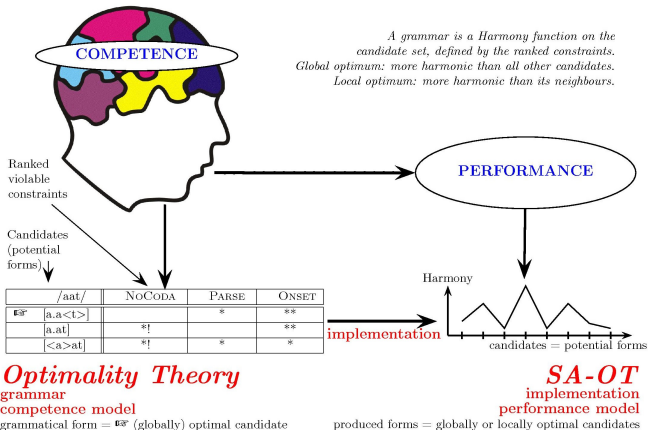 COMPETENCE
A grammar is a Harmony function on the
candidate set, defined by the ranked constraints.
Global optimum: more harmonic than all other candidates.
Local optimum: more harmonic than its neighbours.
Ranked
violable
constraints
PERFORMANCE
Candidates
(potential
forms)
/aat/ NOCODA PARSE ONSET
☞ [a.a<t>] * **
[a.at] *! **
[<a>at] *! * *
implementation
Harmony
candidates = potential forms
Optimality Theory
grammar
competence model
grammatical form = ☞ (globally) optimal candidate
SA-OT
implementation
performance model
produced forms = globally or locally optimal candidates